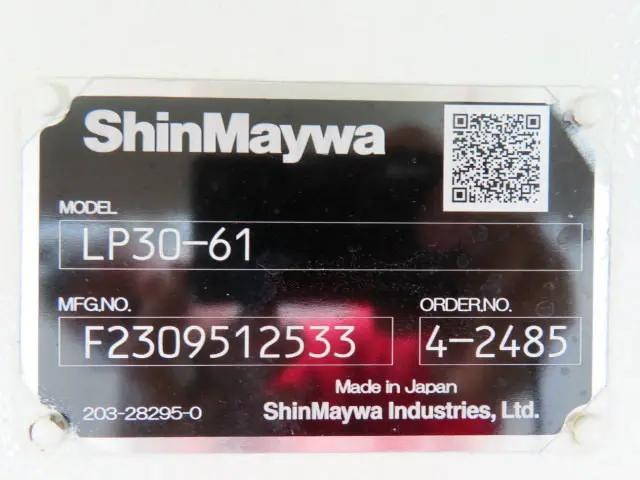 ShinMaywa
MODEL
LP30-61
MFG.NO. ORDER.NO.
F2309512533 4-2485
Made in Japan
203-28295-0 ShinMaywa Industries, Ltd.